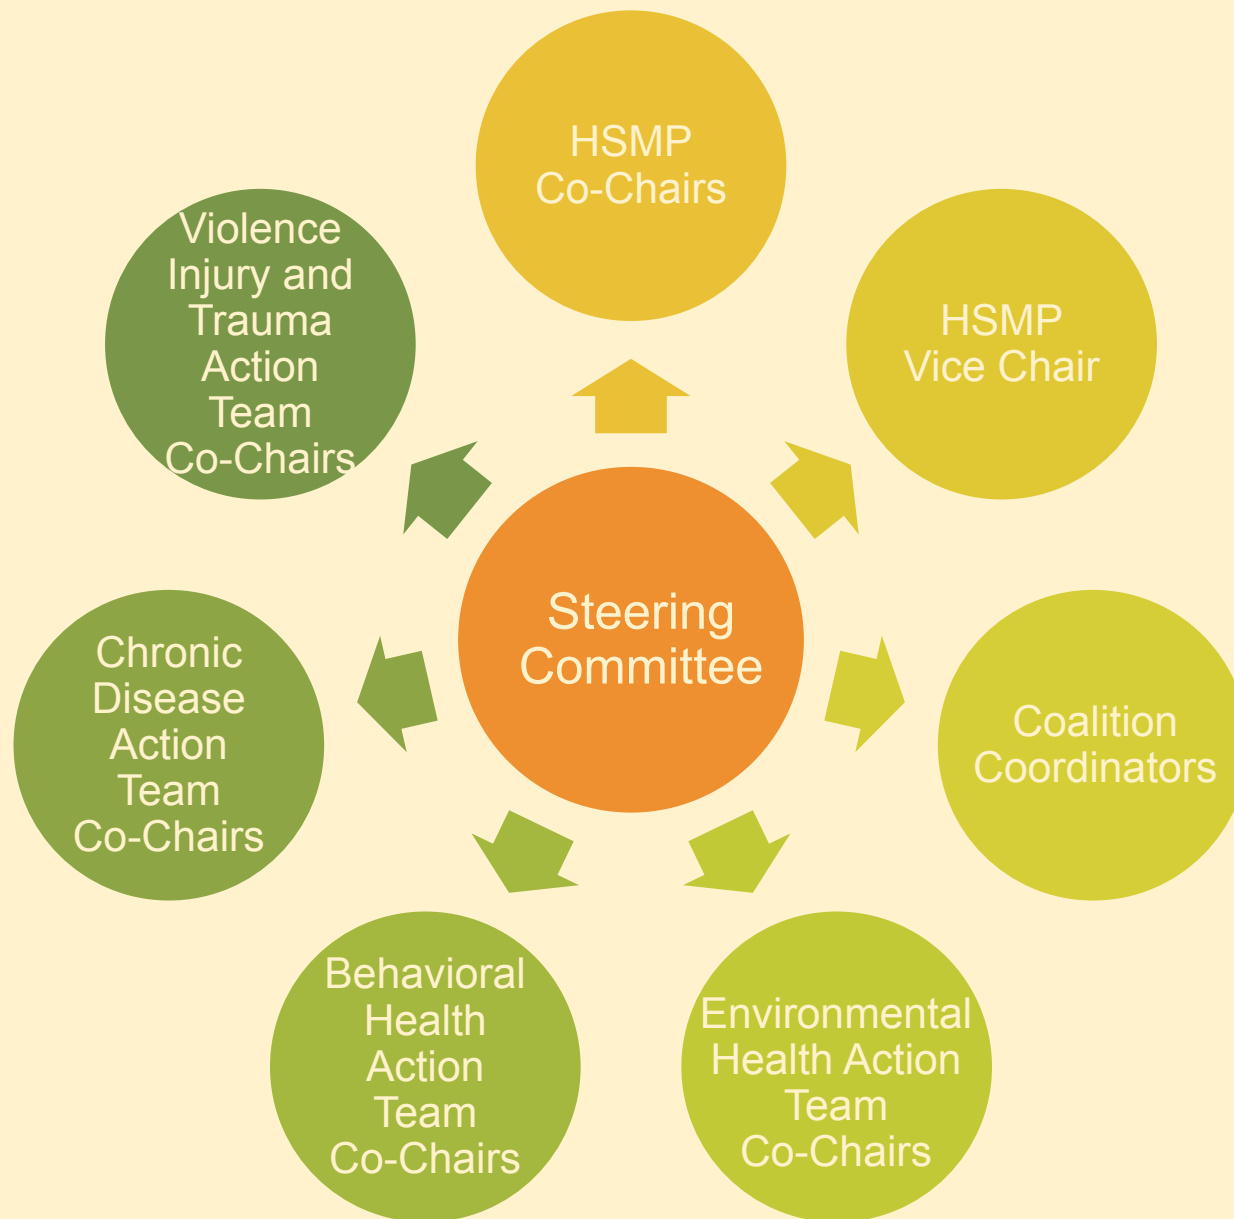 HSMP
Co-Chairs
HSMP
Vice Chair
Coalition
Coordinators
Environmental
Health Action
Team
Co-Chairs
Behavioral
Health
Action
Team
Co-Chairs
Chronic
Disease
Action
Team
Co-Chairs
Violence
Injury and
Trauma
Action
Team
Co-Chairs
Steering
Committee